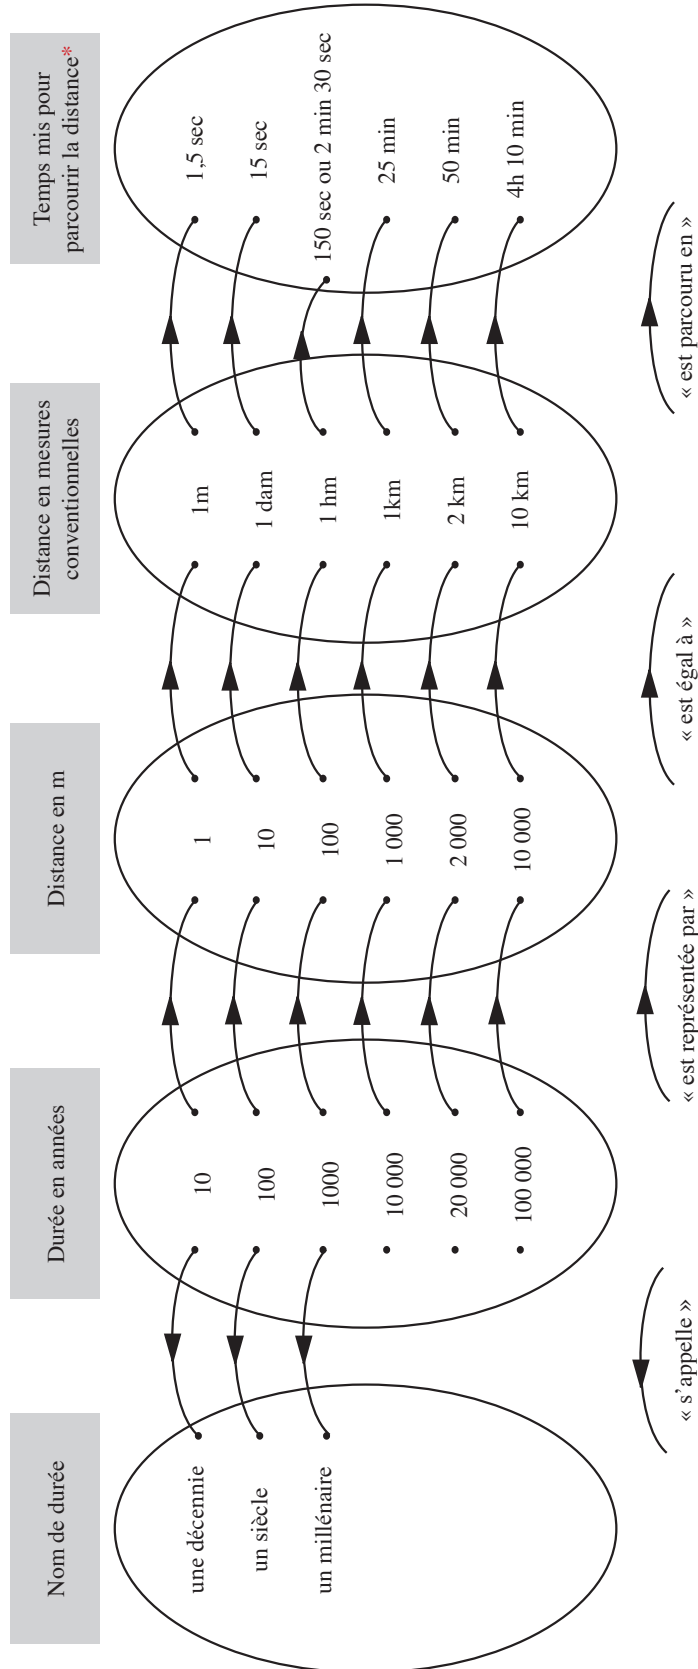 Nom de durée
Durée en années
Distance en m
Distance en mesures
conventionnelles
Temps mis pour
parcourir la distance*
une décennie
un siècle
un millénaire
10
100
1000
10 000
20 000
100 000
1
10
100
1 000
2 000
10 000
1m
1 dam
1 hm
1km
2 km
10 km
1,5 sec
15 sec
150 sec ou 2 min 30 sec
25 min
50 min
4h 10 min
« s’appelle »
« est représentée par »
« est égal à »
« est parcouru en »